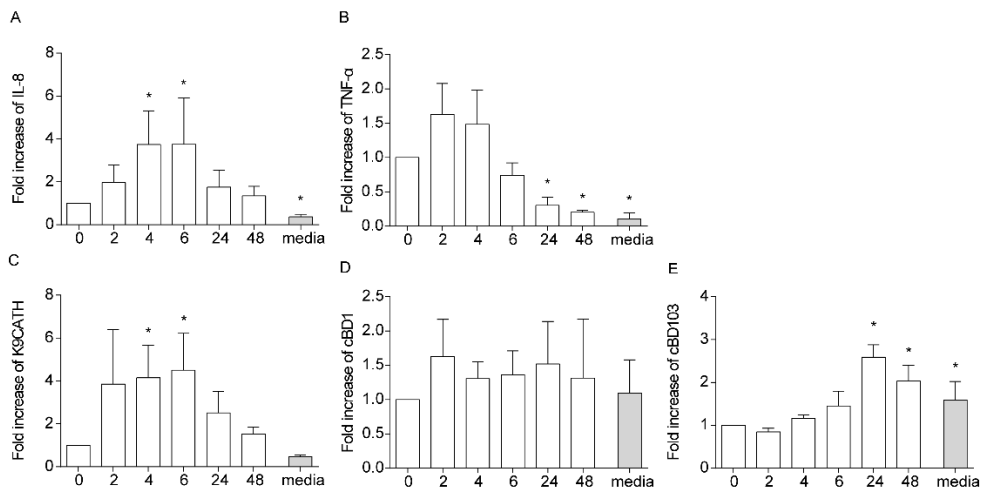 A
Fold increase of IL-8
8
6
4
2
0
* * *
0 2 4 6 24 48 media
B
Fold increase of TNF-α
2.5
2.0
1.5
1.0
0.5
0.0
* * *
0 2 4 6 24 48 media
C
Fold increase of K9CATH
8
6
4
2
0
* *
0 2 4 6 24 48 media
D
Fold increase of cBD1
2.5
2.0
1.5
1.0
0.5
0.0
0 2 4 6 24 48 media
E
Fold increase of cBD103
4
3
2
1
0
* * *
0 2 4 6 24 48 media